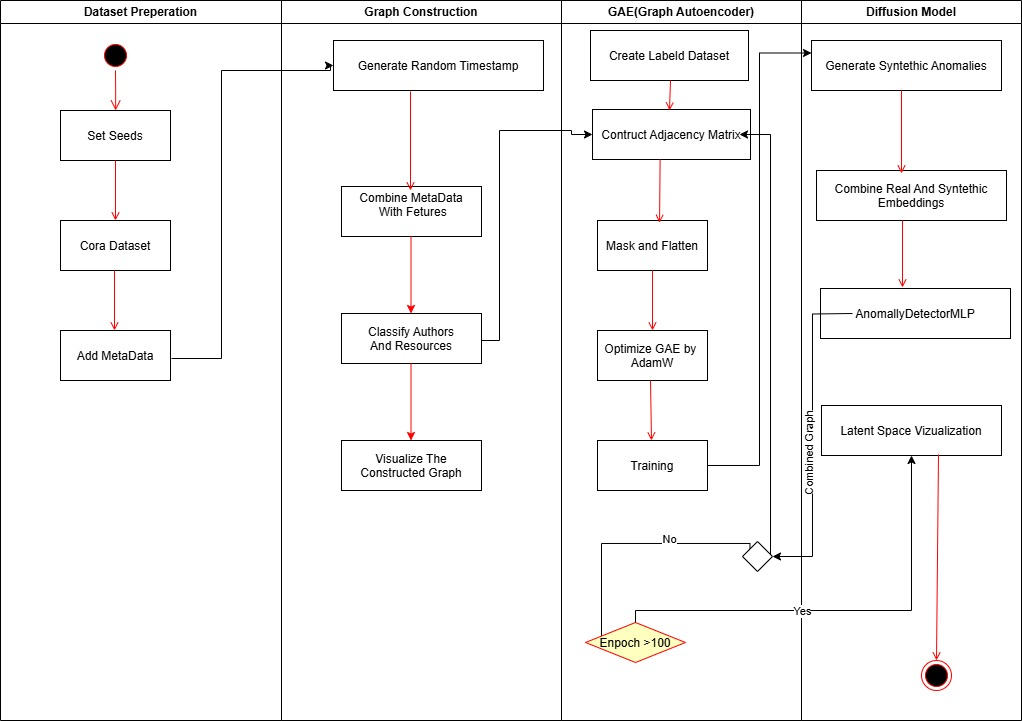 Dataset Preperation
Graph Construction
GAE(Graph Autoencoder)
Diffusion Model
Set Seeds
Cora Dataset
Add MetaData
Generate Random Timestamp
Combine MetaData
With Fetures
Classify Authors
And Resources
Visualize The
Constructed Graph
Create Labeld Dataset
Contruct Adjacency Matrix
Mask and Flatten
Optimize GAE by
AdamW
Training
No
Enpoch >100
Yes
Generate Syntethic Anomalies
Combine Real And Syntethic
Embeddings
AnomallyDetectorMLP
Combined Graph
Latent Space Vizualization